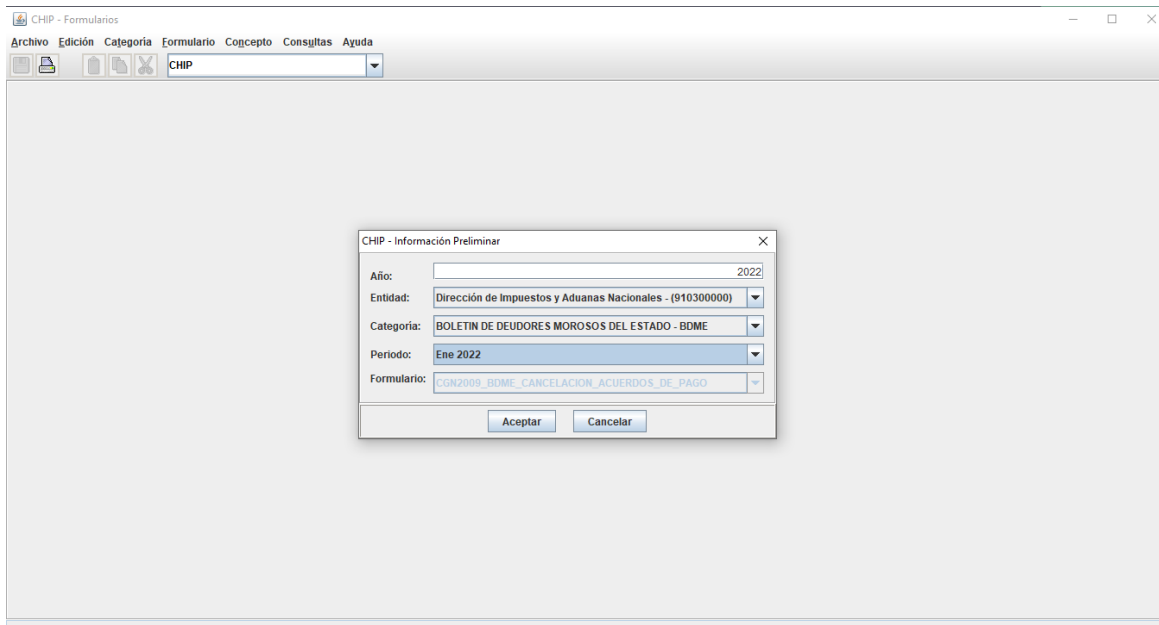 CHIP - Formularios
Archivo Edición Categoría Formulario Concepto Consultas Ayuda
CHIP
CHIP - Información Preliminar
Año: 2022
Entidad: Dirección de Impuestos y Aduanas Nacionales - (910300000)
Categoría: BOLETIN DE DEUDORES MOROSOS DEL ESTADO - BDME
Periodo: Ene 2022
Formulario: CGN2009_BDME_CANCELACION_ACUERDOS_DE_PAGO
Aceptar Cancelar